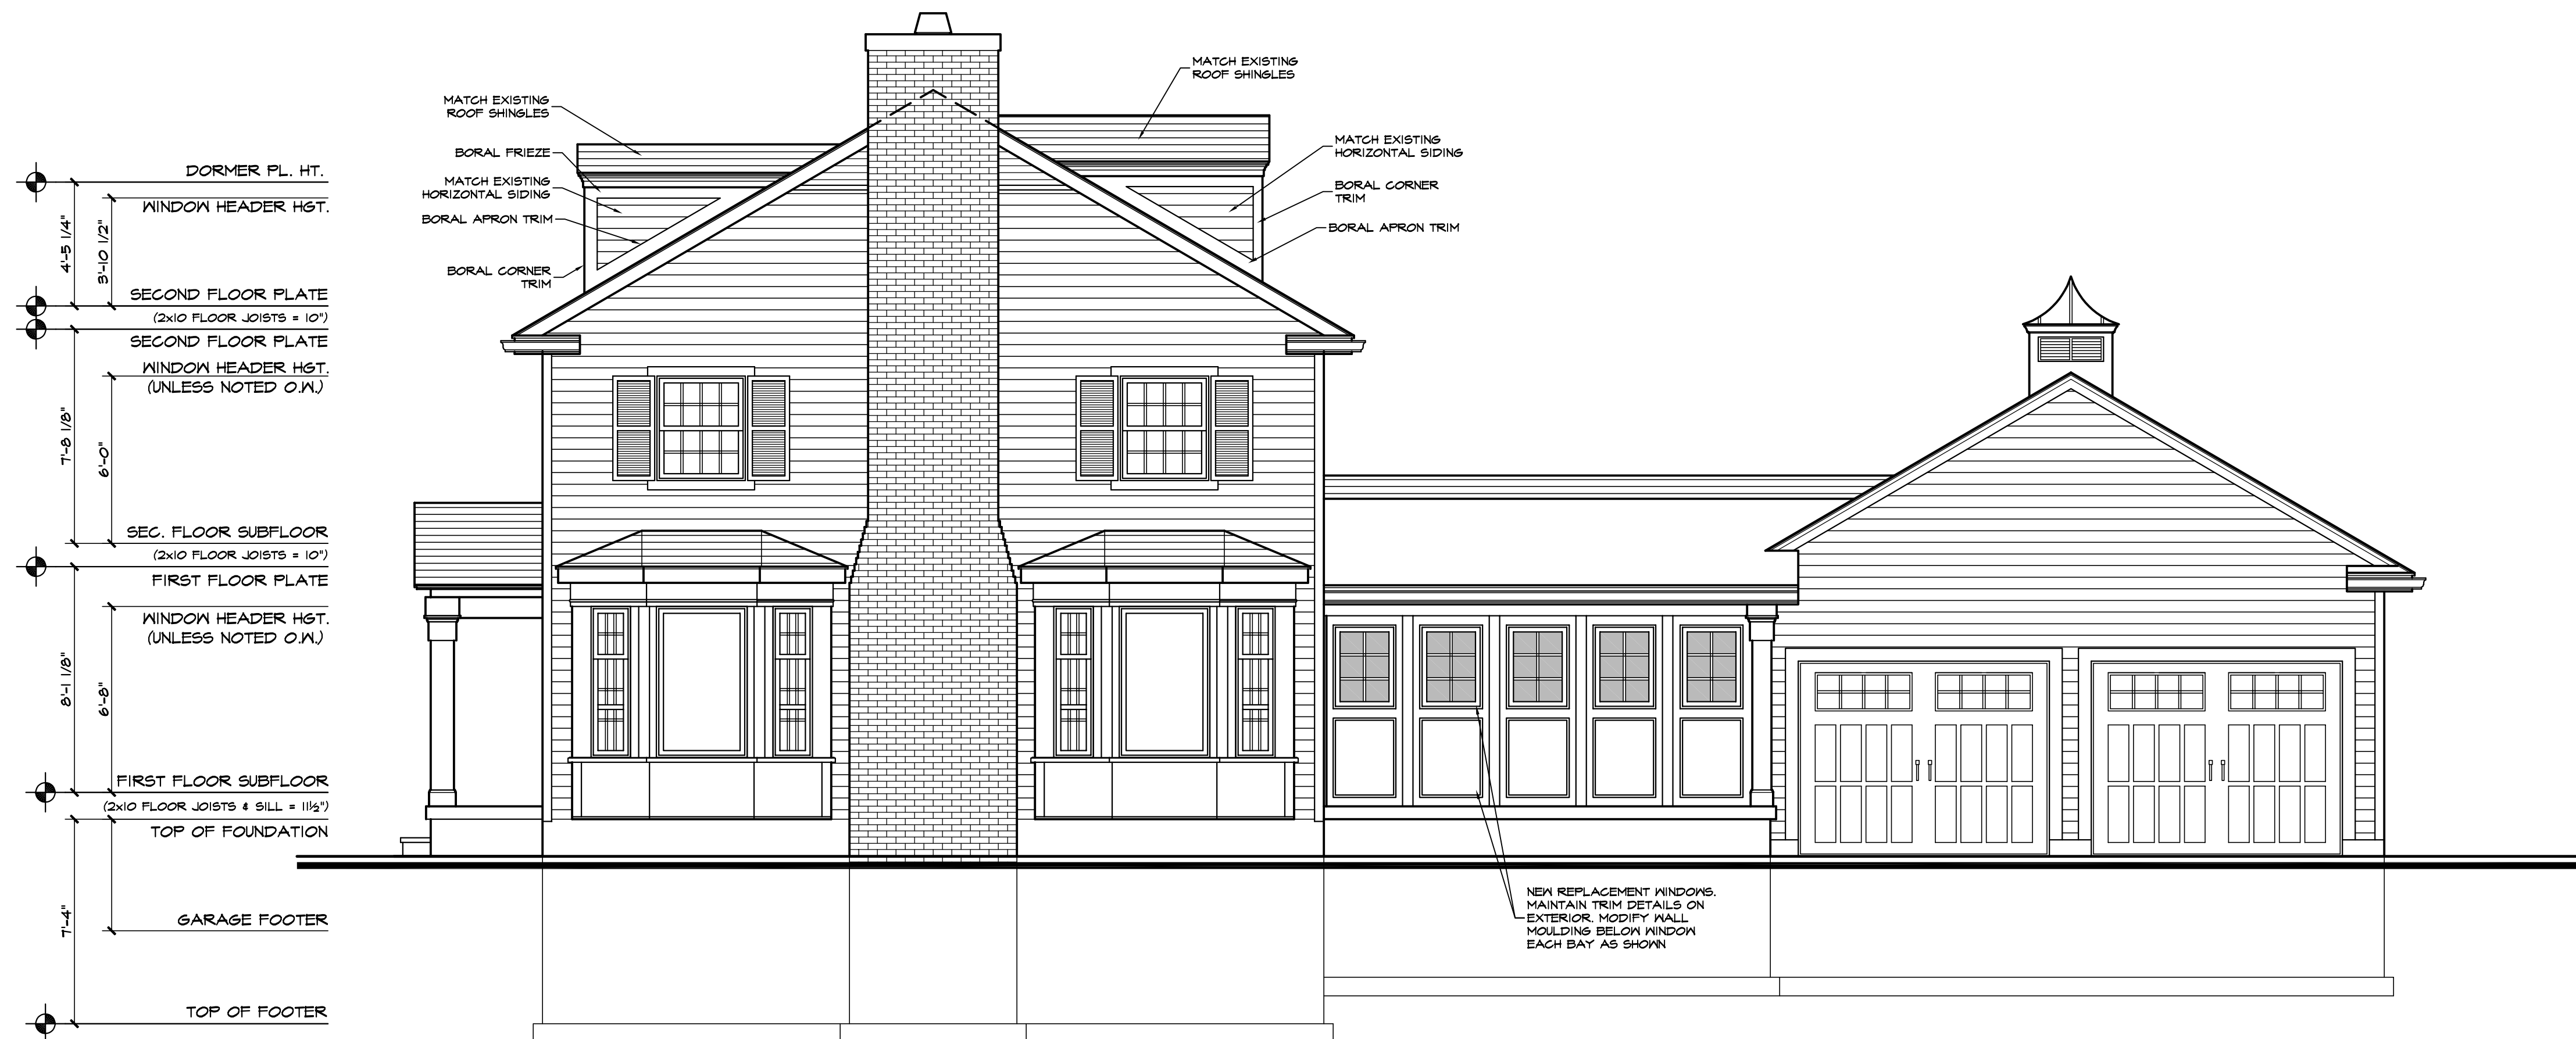 MATCH EXISTING
ROOF SHINGLES
MATCH EXISTING
ROOF SHINGLES
BORAL FRIEZE
MATCH EXISTING
HORIZONTAL SIDING
BORAL APRON TRIM
BORAL CORNER
TRIM
MATCH EXISTING
HORIZONTAL SIDING
BORAL CORNER
TRIM
BORAL APRON TRIM
DORMER PL. HT.
WINDOW HEADER HGT.
4'-5 1/4"
3'-10 1/2"
SECOND FLOOR PLATE
(2x10 FLOOR JOISTS = 10")
SECOND FLOOR PLATE
WINDOW HEADER HGT.
(UNLESS NOTED O.W.)
7'-8 1/8"
6'-0"
SEC. FLOOR SUBFLOOR
(2x10 FLOOR JOISTS = 10")
FIRST FLOOR PLATE
WINDOW HEADER HGT.
(UNLESS NOTED O.W.)
8'-1 1/8"
6'-8"
FIRST FLOOR SUBFLOOR
(2x10 FLOOR JOISTS & SILL = 11½")
TOP OF FOUNDATION
7'-4"
GARAGE FOOTER
TOP OF FOOTER
NEW REPLACEMENT WINDOWS.
MAINTAIN TRIM DETAILS ON
EXTERIOR. MODIFY WALL
MOULDING BELOW WINDOW
EACH BAY AS SHOWN